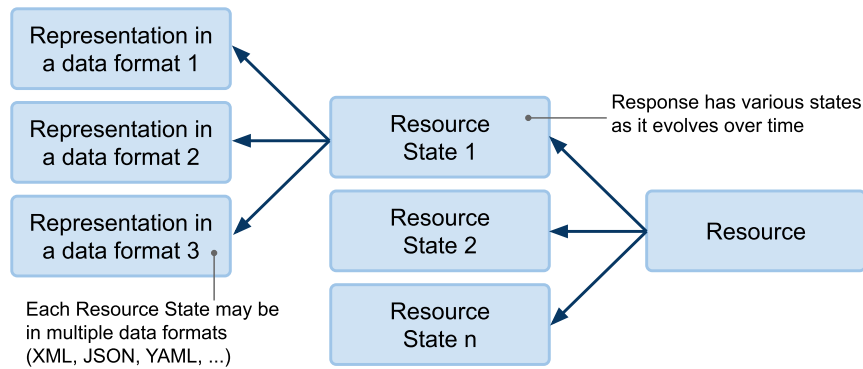 Representation in
a data format 1
Representation in
a data format 2
Representation in
a data format 3
Each Resource State may be
in multiple data formats
(XML, JSON, YAML, ...)
Resource
State 1
Resource
State 2
Resource
State n
Response has various states
as it evolves over time
Resource